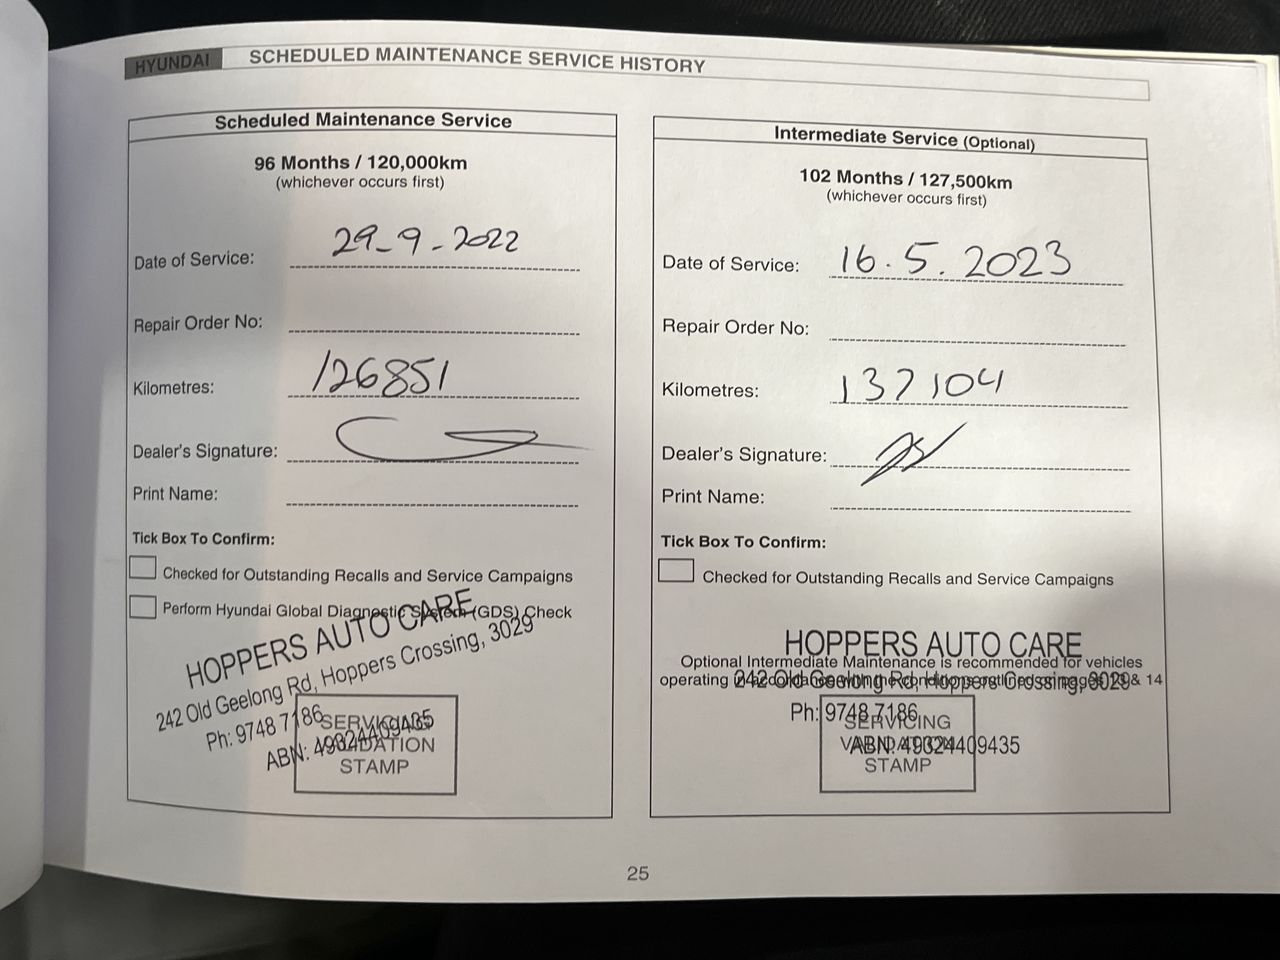 HYUNDAI SCHEDULED MAINTENANCE SERVICE HISTORY
Scheduled Maintenance Service
96 Months / 120,000km
(whichever occurs first)
Date of Service: 29-9-2022
Repair Order No:
Kilometres: 126851
Dealer's Signature:
Print Name:
Tick Box To Confirm:
Checked for Outstanding Recalls and Service Campaigns
Perform Hyundai Global Diagnostic System (GDS) Check
HOPPERS AUTO CARE
242 Old Geelong Rd, Hoppers Crossing, 3029
Ph: 9748 7186
ABN: 49324409435
SERVICING
VALIDATION
STAMP
Intermediate Service (Optional)
102 Months / 127,500km
(whichever occurs first)
Date of Service: 16.5.2023
Repair Order No:
Kilometres: 137104
Dealer's Signature:
Print Name:
Tick Box To Confirm:
Checked for Outstanding Recalls and Service Campaigns
HOPPERS AUTO CARE
Optional Intermediate Maintenance is recommended for vehicles
operating & 14
242 Old Geelong Rd, Hoppers Crossing, 3029
Ph: 9748 7186
SERVICING
VALIDATION
ABN: 49324409435
STAMP
25